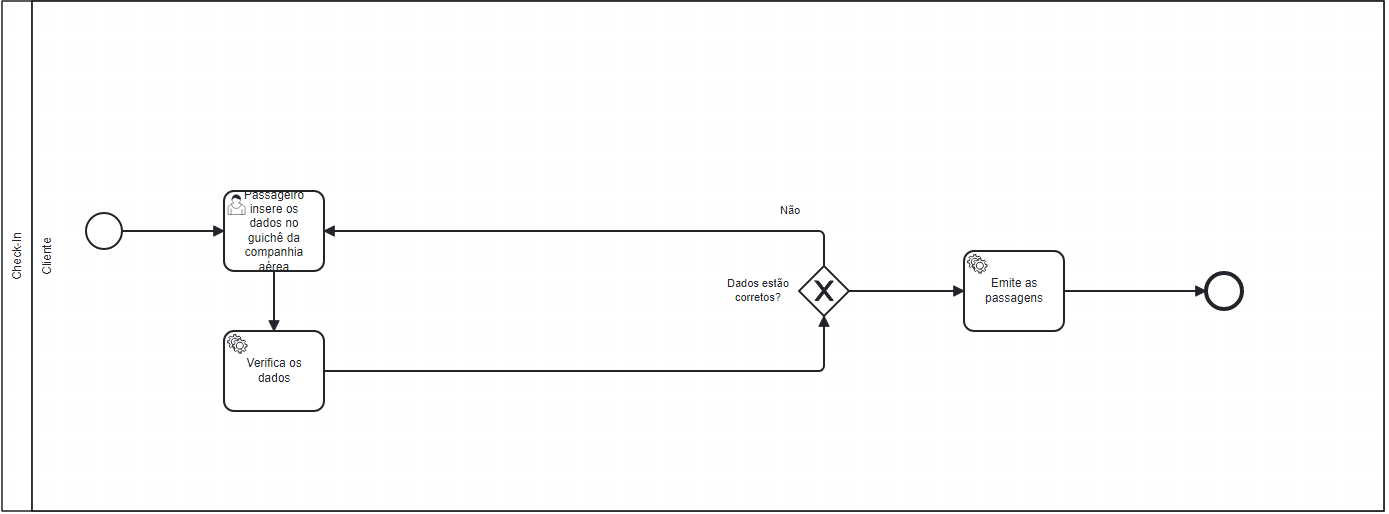 Check-In
Cliente
Passageiro
insere os
dados no
guichê da
companhia
aérea
Verifica os
dados
Não
Dados estão
corretos?
Emite as
passagens